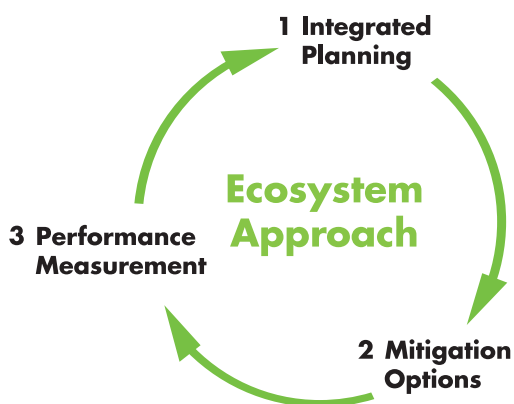 1 Integrated
Planning
Ecosystem
Approach
3 Performance
Measurement
2 Mitigation
Options